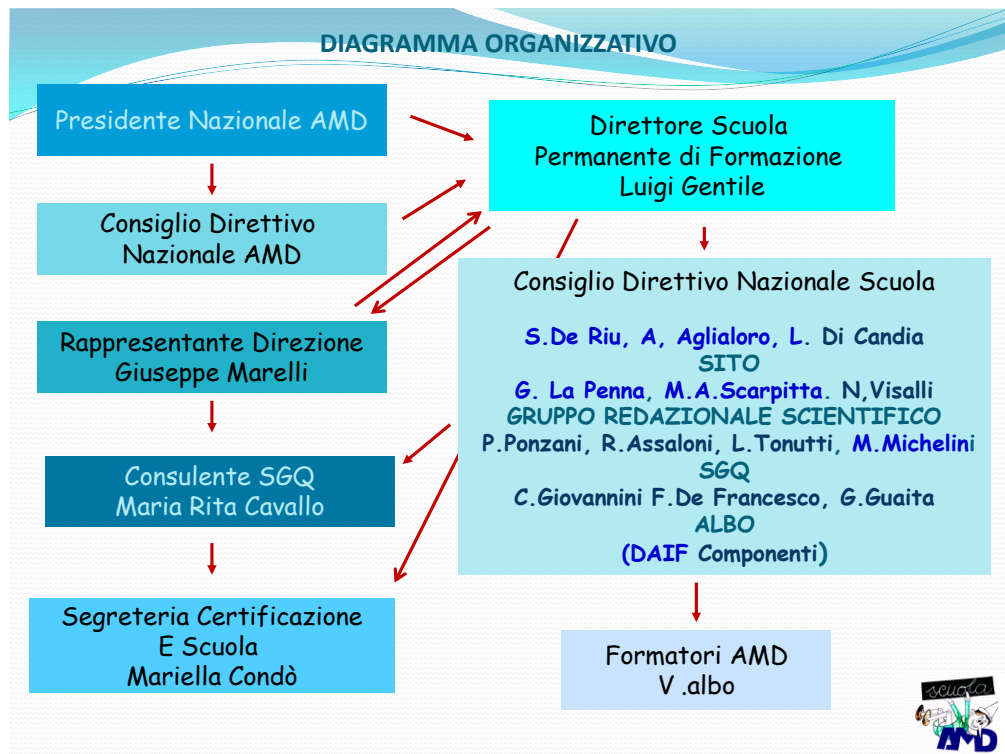 DIAGRAMMA ORGANIZZATIVO
Presidente Nazionale AMD
Consiglio Direttivo
Nazionale AMD
Rappresentante Direzione
Giuseppe Marelli
Consulente SGQ
Maria Rita Cavallo
Segreteria Certificazione
E Scuola
Mariella Condò
Direttore Scuola
Permanente di Formazione
Luigi Gentile
Consiglio Direttivo Nazionale Scuola
S.De Riu, A, Aglialoro, L. Di Candia
SITO
G. La Penna, M.A.Scarpitta. N,Visalli
GRUPPO REDAZIONALE SCIENTIFICO
P.Ponzani, R.Assaloni, L.Tonutti, M.Michelini
SGQ
C.Giovannini F.De Francesco, G.Guaita
ALBO
(DAIF Componenti)
Formatori AMD
V .albo
scuola
AMD